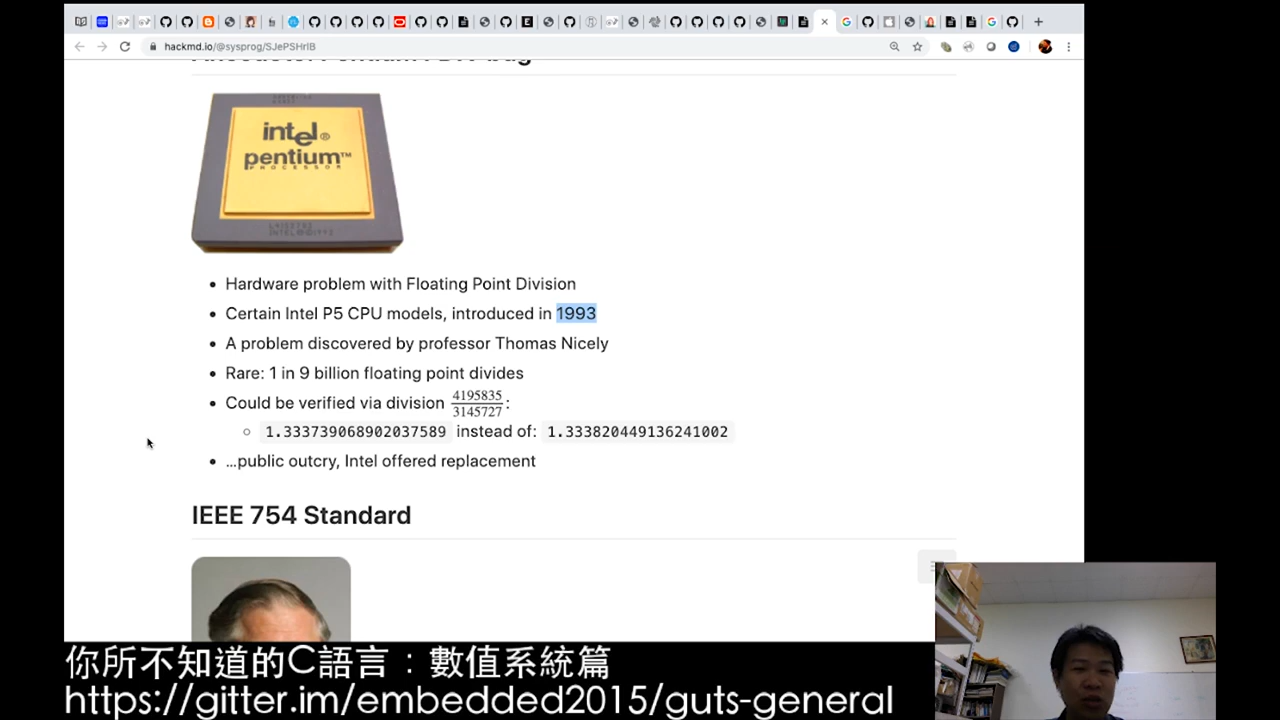 hackmd.io/@sysprog/SJePSHrlB
intel®
pentium™
PROCESSOR
Hardware problem with Floating Point Division
Certain Intel P5 CPU models, introduced in 1993
A problem discovered by professor Thomas Nicely
Rare: 1 in 9 billion floating point divides
Could be verified via division 4195835/3145727:
1.333739068902037589 instead of: 1.333820449136241002
…public outcry, Intel offered replacement
IEEE 754 Standard
你所不知道的C語言：數值系統篇
https://gitter.im/embedded2015/guts-general